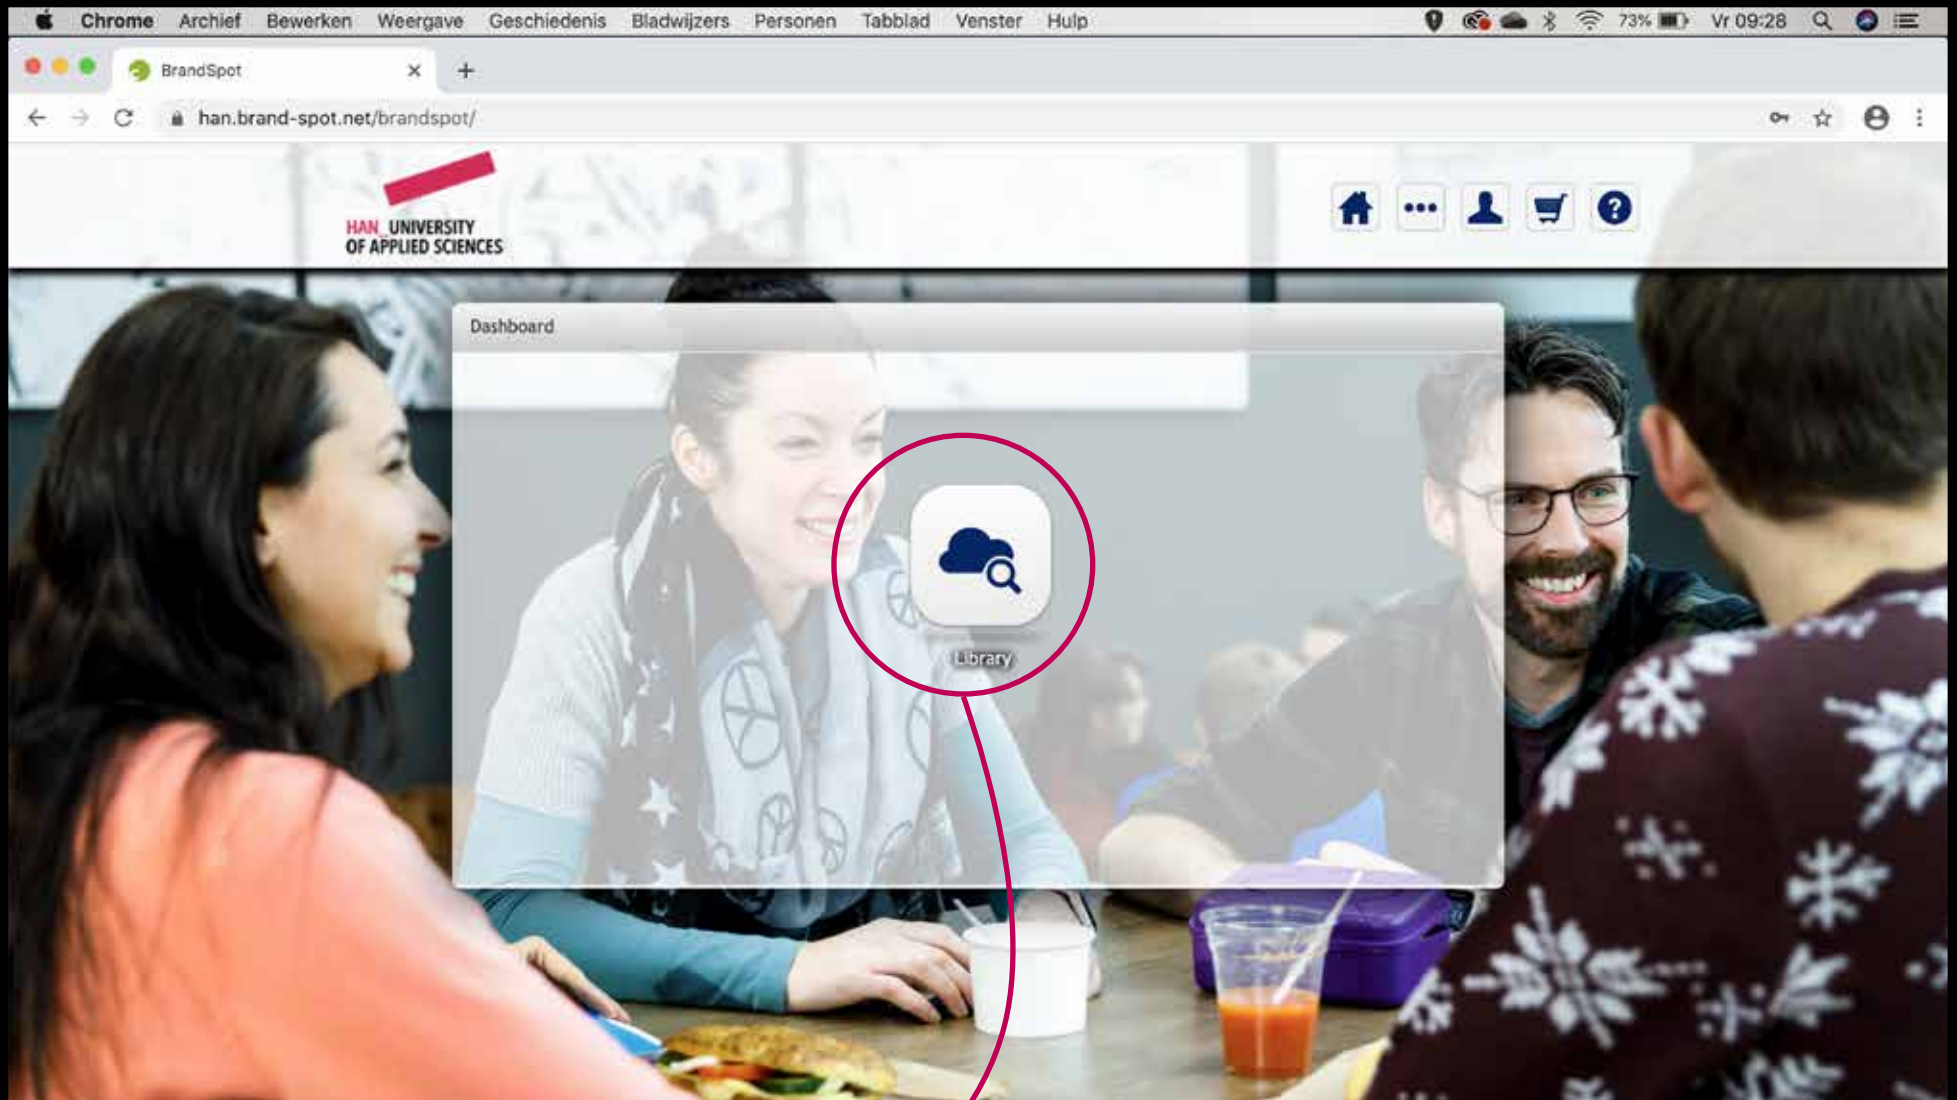 Chrome Archief Bewerken Weergave Geschiedenis Bladwijzers Personen Tabblad Venster Hulp 73% Vr 09:28
BrandSpot
han.brand-spot.net/brandspot/
HAN_UNIVERSITY
OF APPLIED SCIENCES
Dashboard
Library